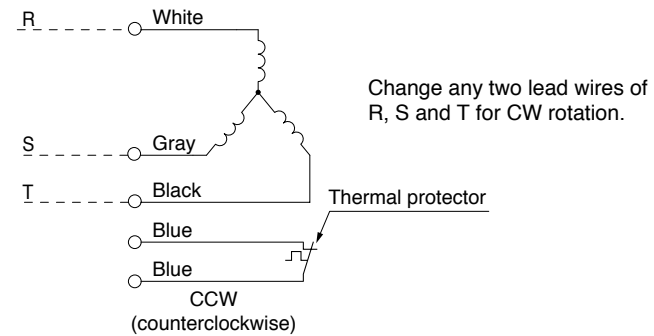 R
White
Change any two lead wires of
R, S and T for CW rotation.
S
Gray
T
Black
Thermal protector
Blue
Blue
CCW
(counterclockwise)